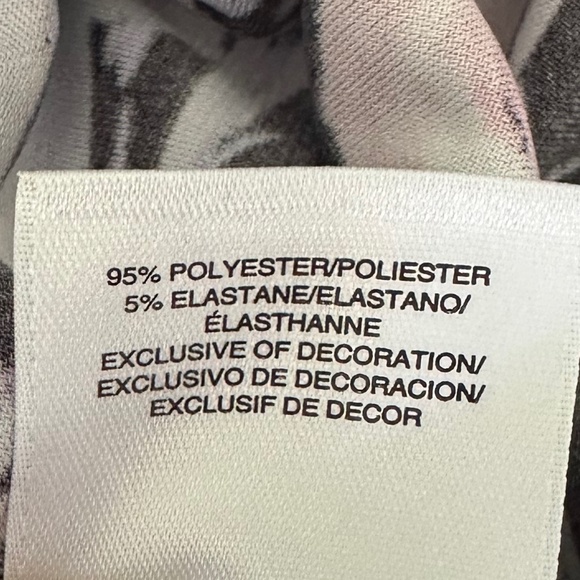 95% POLYESTER/POLIESTER
5% ELASTANE/ELASTANO/
ÉLASTHANNE
EXCLUSIVE OF DECORATION/
EXCLUSIVO DE DECORACION/
EXCLUSIF DE DECOR